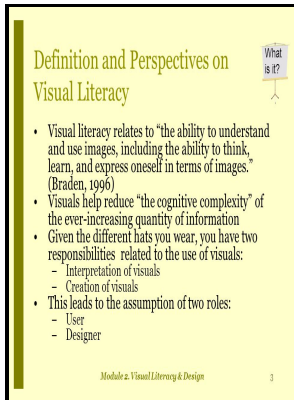 Definition and Perspectives on
Visual Literacy
What
is it?
• Visual literacy relates to “the ability to understand
and use images, including the ability to think,
learn, and express oneself in terms of images.”
(Braden, 1996)
• Visuals help reduce “the cognitive complexity” of
the ever-increasing quantity of information
• Given the different hats you wear, you have two
responsibilities related to the use of visuals:
– Interpretation of visuals
– Creation of visuals
• This leads to the assumption of two roles:
– User
– Designer
Module 2. Visual Literacy & Design
3